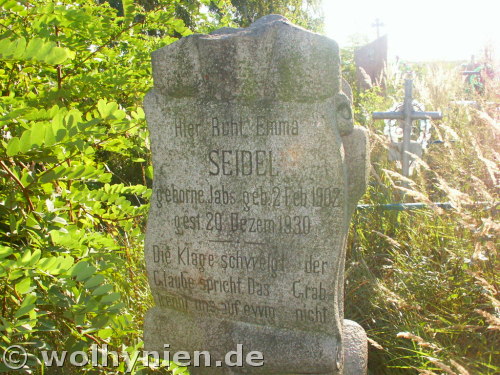 Hier Ruht Emma
SEIDEL
geborne Jabs geb. 2 Feb 1902
gest 20 Dezem 1930
Die Klage schweigt der
Glaube spricht Das Grab
trennt uns auf ewig nicht
© wolhynien.de